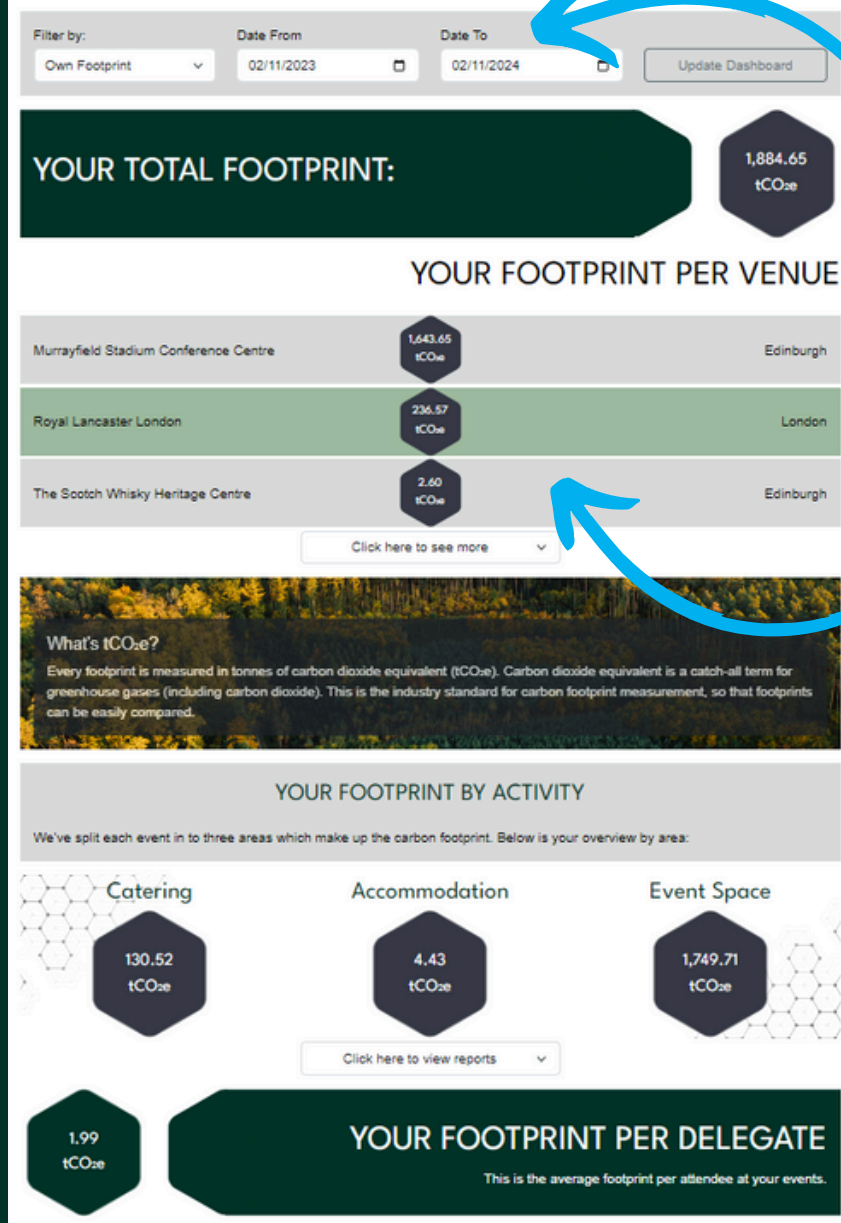 Filter by: Date From Date To
Own Footprint 02/11/2023 02/11/2024 Update Dashboard
YOUR TOTAL FOOTPRINT:
1,884.65
tCO₂e
YOUR FOOTPRINT PER VENUE
Murrayfield Stadium Conference Centre
1,643.65
tCO₂e
Edinburgh
Royal Lancaster London
236.57
tCO₂e
London
The Scotch Whisky Heritage Centre
2.60
tCO₂e
Edinburgh
Click here to see more
What's tCO₂e?
Every footprint is measured in tonnes of carbon dioxide equivalent (tCO₂e). Carbon dioxide equivalent is a catch-all term for
greenhouse gases (including carbon dioxide). This is the industry standard for carbon footprint measurement, so that footprints
can be easily compared.
YOUR FOOTPRINT BY ACTIVITY
We've split each event in to three areas which make up the carbon footprint. Below is your overview by area:
Catering
130.52
tCO₂e
Accommodation
4.43
tCO₂e
Event Space
1,749.71
tCO₂e
Click here to view reports
1.99
tCO₂e
YOUR FOOTPRINT PER DELEGATE
This is the average footprint per attendee at your events.